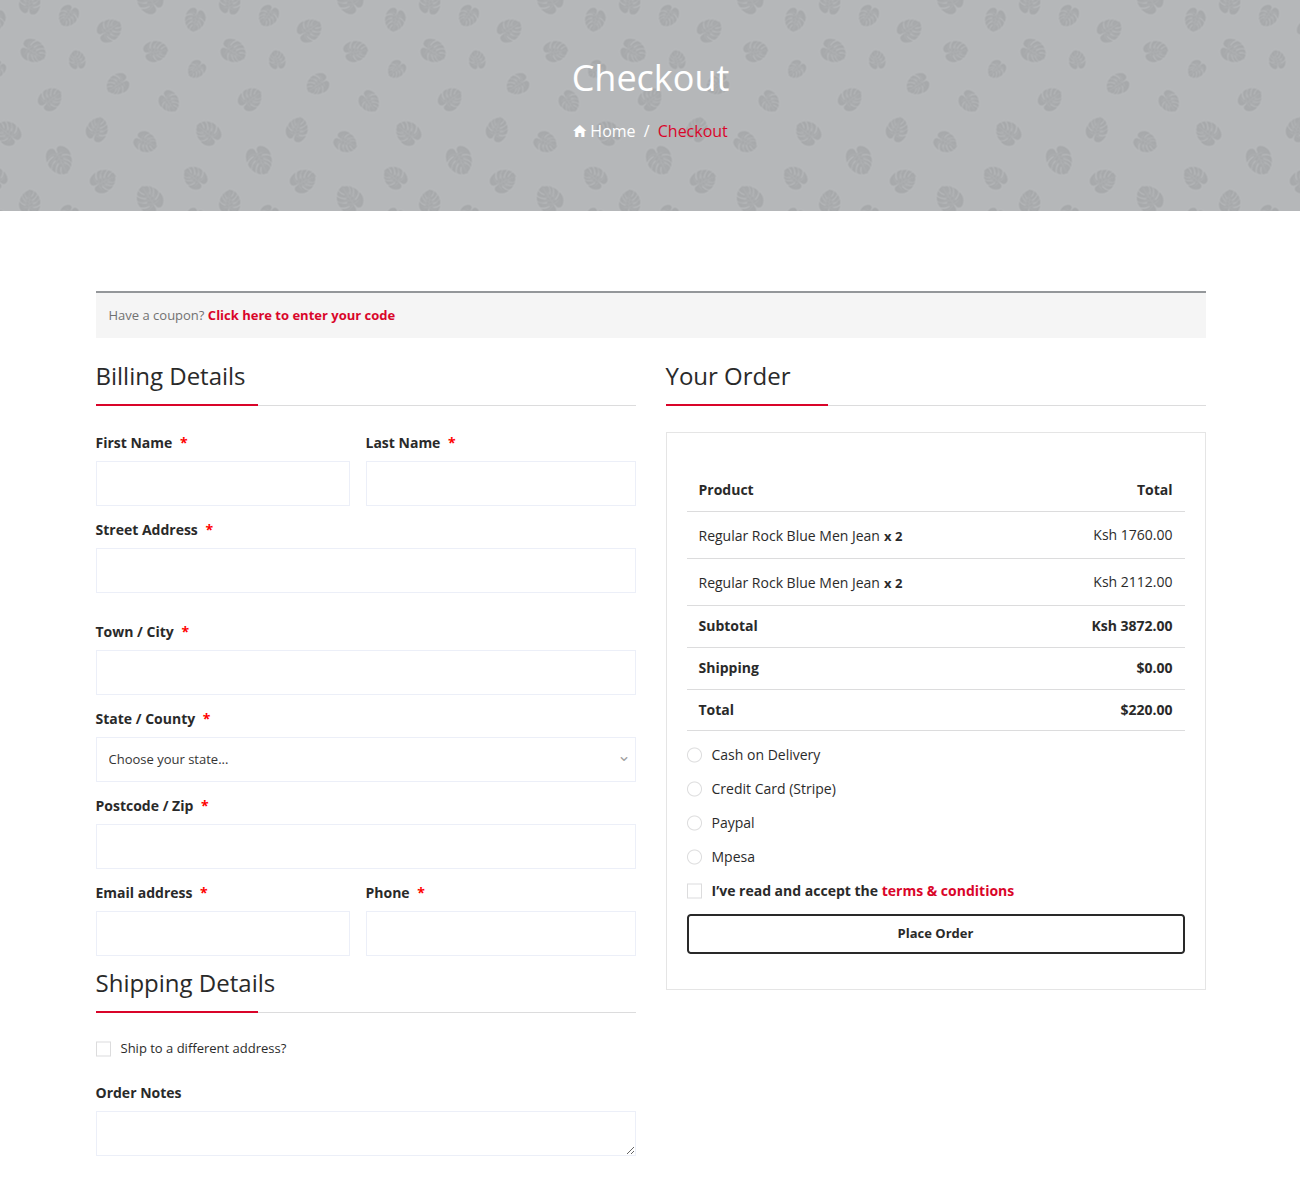 Checkout
Home / Checkout
Have a coupon? Click here to enter your code
Billing Details
First Name *
Last Name *
Street Address *
Town / City *
State / County *
Choose your state...
Postcode / Zip *
Email address *
Phone *
Shipping Details
Ship to a different address?
Order Notes
Your Order
Product Total
Regular Rock Blue Men Jean x 2 Ksh 1760.00
Regular Rock Blue Men Jean x 2 Ksh 2112.00
Subtotal Ksh 3872.00
Shipping $0.00
Total $220.00
Cash on Delivery
Credit Card (Stripe)
Paypal
Mpesa
I’ve read and accept the terms & conditions
Place Order